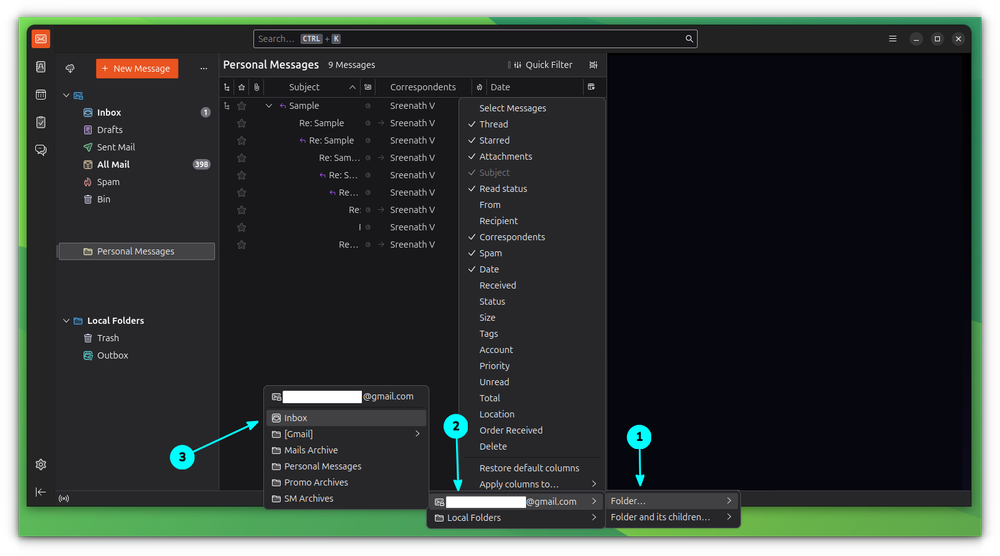 Search... CTRL + K
+ New Message
...
Personal Messages 9 Messages
Quick Filter
Subject Correspondents Date
Inbox 1
Drafts
Sent Mail
All Mail 398
Spam
Bin
Personal Messages
Local Folders
Trash
Outbox
Sample Sreenath V
Re: Sample Sreenath V
Re: Sample Sreenath V
Re: Sam... Sreenath V
Re: S... Sreenath V
Re... Sreenath V
Re: Sreenath V
Sreenath V
Re... Sreenath V
Select Messages
Thread
Starred
Attachments
Subject
Read status
From
Recipient
Correspondents
Spam
Date
Received
Status
Size
Tags
Account
Priority
Unread
Total
Location
Order Received
Delete
Restore default columns
Apply columns to...
1
Folder...
Folder and its children...
2
@gmail.com
Local Folders
3
@gmail.com
Inbox
[Gmail]
Mails Archive
Personal Messages
Promo Archives
SM Archives